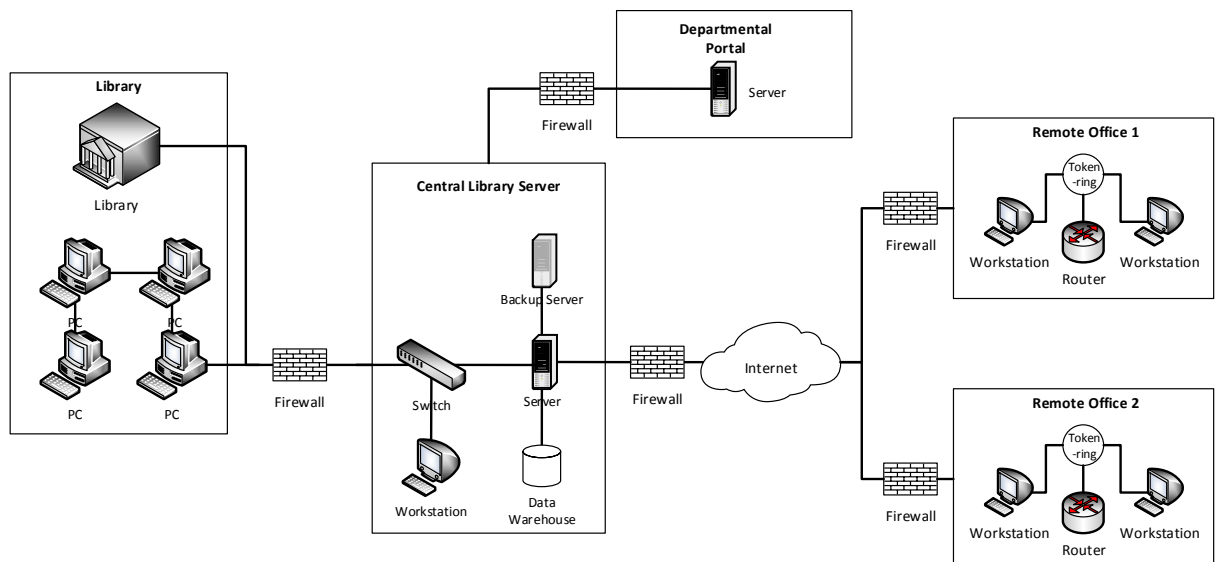 Departmental
Portal
Server
Firewall
Library
Library
PC
PC
PC
PC
Firewall
Central Library Server
Backup Server
Switch
Server
Workstation
Data
Warehouse
Firewall
Internet
Firewall
Remote Office 1
Token
-ring
Workstation
Router
Workstation
Firewall
Remote Office 2
Token
-ring
Workstation
Router
Workstation